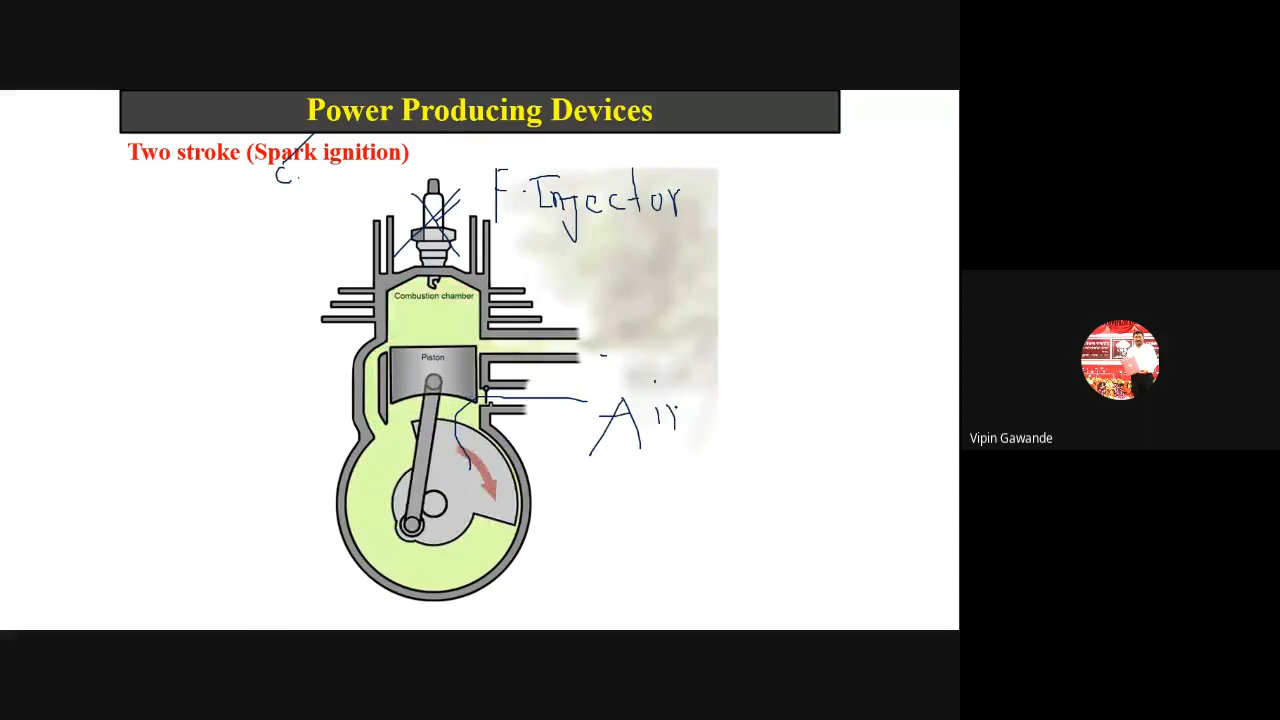 Power Producing Devices
Two stroke (Spark ignition)
C.
F. Injector
Combustion chamber
Piston
Air
Vipin Gawande